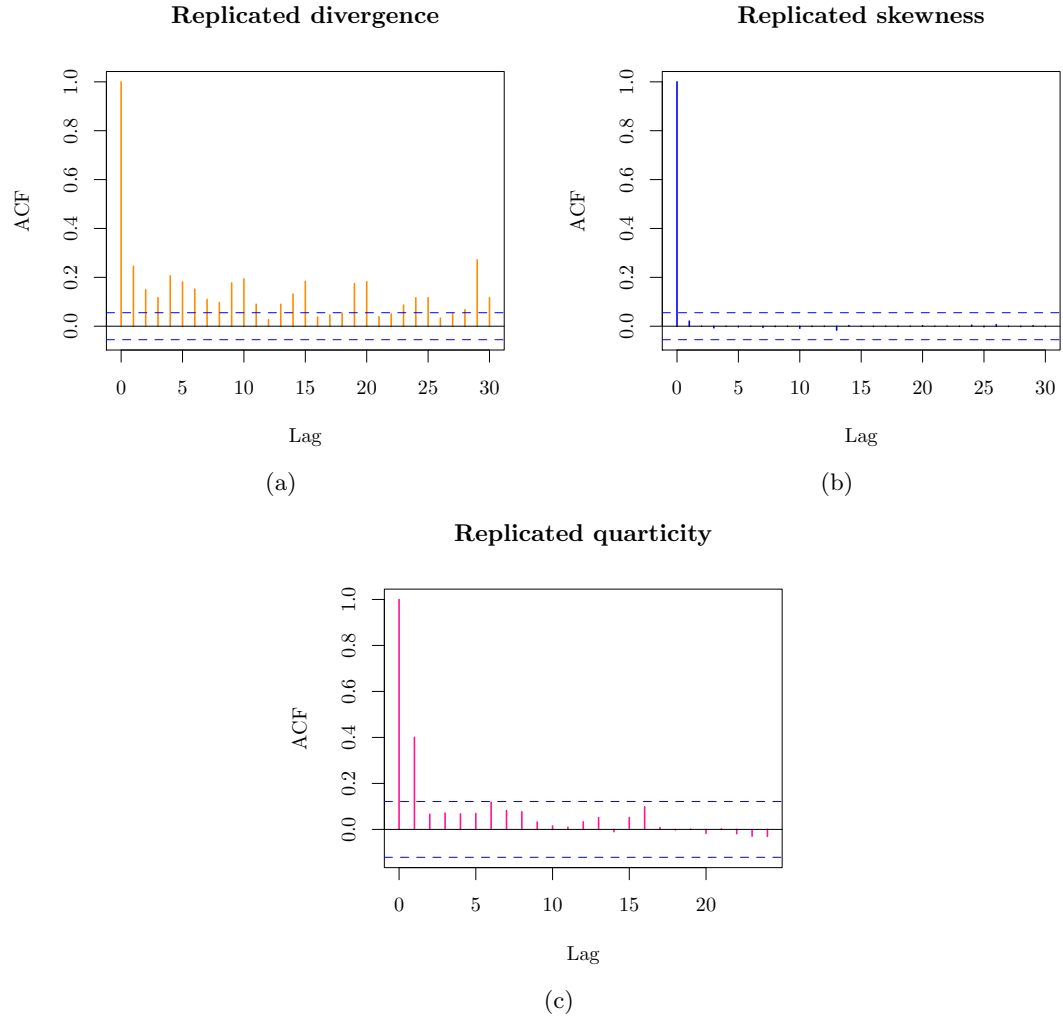 Replicated divergence
ACF
1.0
0.8
0.6
0.4
0.2
0.0
0 5 10 15 20 25 30
Lag
(a)
Replicated skewness
ACF
1.0
0.8
0.6
0.4
0.2
0.0
0 5 10 15 20 25 30
Lag
(b)
Replicated quarticity
ACF
1.0
0.8
0.6
0.4
0.2
0.0
0 5 10 15 20
Lag
(c)